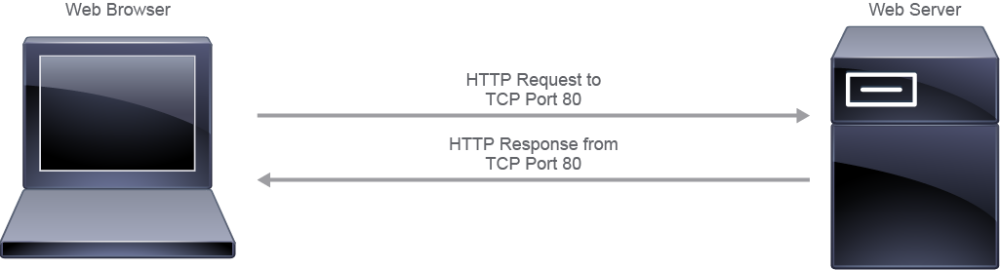 Web Browser
Web Server
HTTP Request to
TCP Port 80
HTTP Response from
TCP Port 80